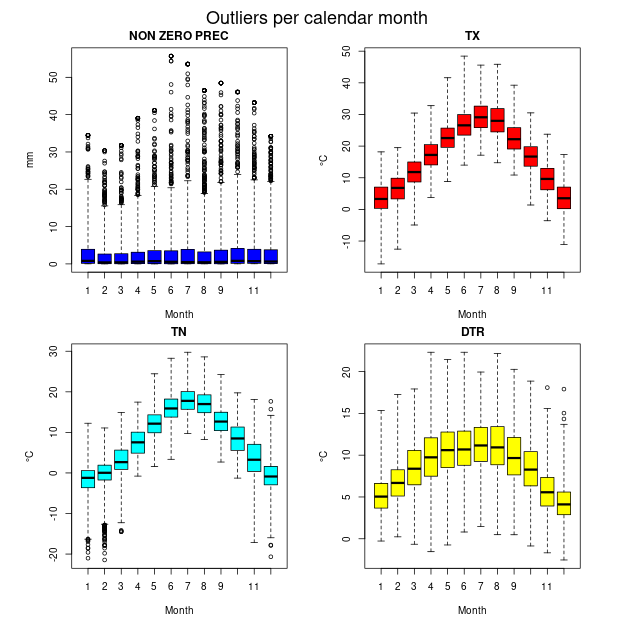 Outliers per calendar month
NON ZERO PREC
mm
0 10 20 30 40 50
1 2 3 4 5 6 7 8 9 11
Month
TX
°C
-10 0 10 20 30 40 50
1 2 3 4 5 6 7 8 9 11
Month
TN
°C
-20 -10 0 10 20 30
1 2 3 4 5 6 7 8 9 11
Month
DTR
°C
0 5 10 15 20
1 2 3 4 5 6 7 8 9 11
Month